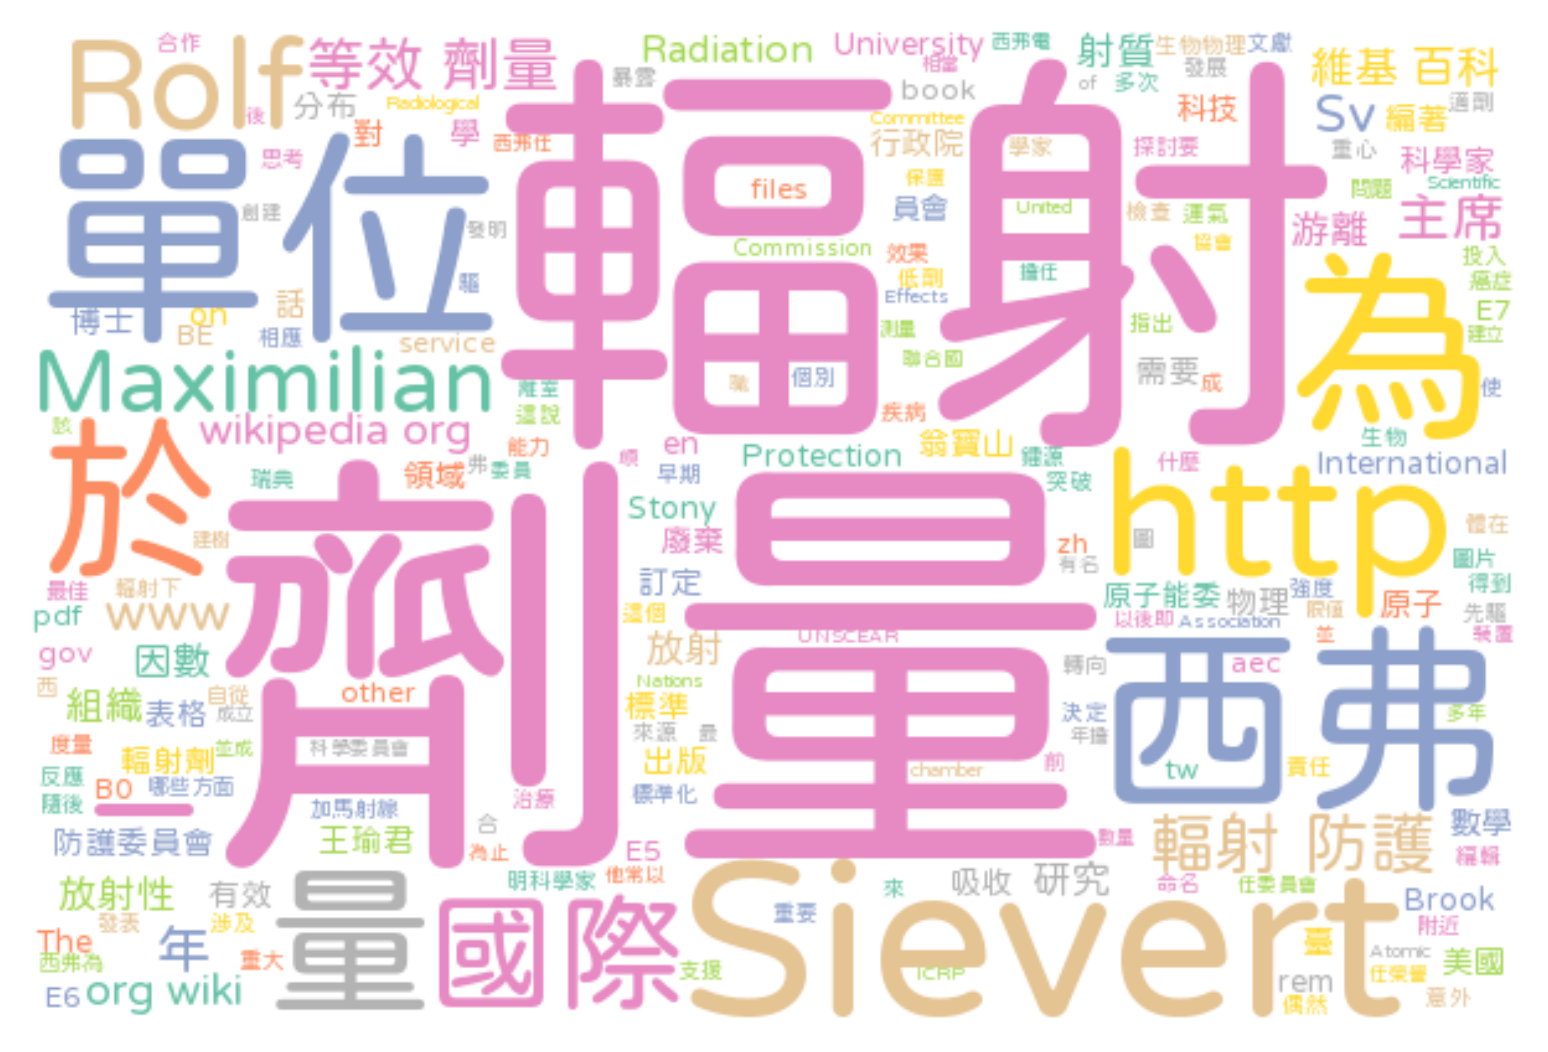 合作
Rolf
等效 劑量
暴露
Radiation
University
西弗電
射質
生物物理
文獻
維基 百科
相當
發展
分布
Radiological
book
of
多次
科技
Sv
編著
後
對
學
西弗任
Committee
行政院
學家
探討要
重心
科學家
思考
單位
輻射
files
保護
Scientific
問題
創建
發明
員會
United
檢查
運氣
游離
主席
協會
Commission
效果
投入
低劑
擔任
癌症
驅
話
Effects
E7
博士
on
BE
相應
service
測量
指出
建立
為
聯合國
Maximilian
離室
個別
需要
成
使
這說
疾病
wikipedia org
能力
en
翁寶山
生物
於
Protection
什麼
International
瑞典
領域
弗
委員
早期
突破
http
劑量
Stony
體在
建樹
廢棄
zh
圖
圖片
有名
最佳
輻射下
訂定
得到
原子能委
物理
強度
pdf
www
這個
以後即
Association
原子
先驅
UNSCEAR
並
裝置
gov
因數
放射
轉向
西弗
aec
西
other
Nations
組織
表格
自從
成立
標準
決定
多年
度量
科學委員會
來源
最
年擔
輻射劑
並成
出版
chamber
前
tw
責任
反應
B0
哪些方面
一
標準化
隨後
加馬射線
治療
防護委員會
王瑜君
合
數量
輻射 防護
數學
為止
E5
編輯
放射性
有效
量
明科學家
他常以
來
吸收
研究
命名
任委員會
Brook
發表
涉及
國際
Sievert
重要
附近
The
年
臺
Atomic
西弗為
重大
支援
ICRP
任榮譽
美國
E6
org wiki
rem
偶然
意外